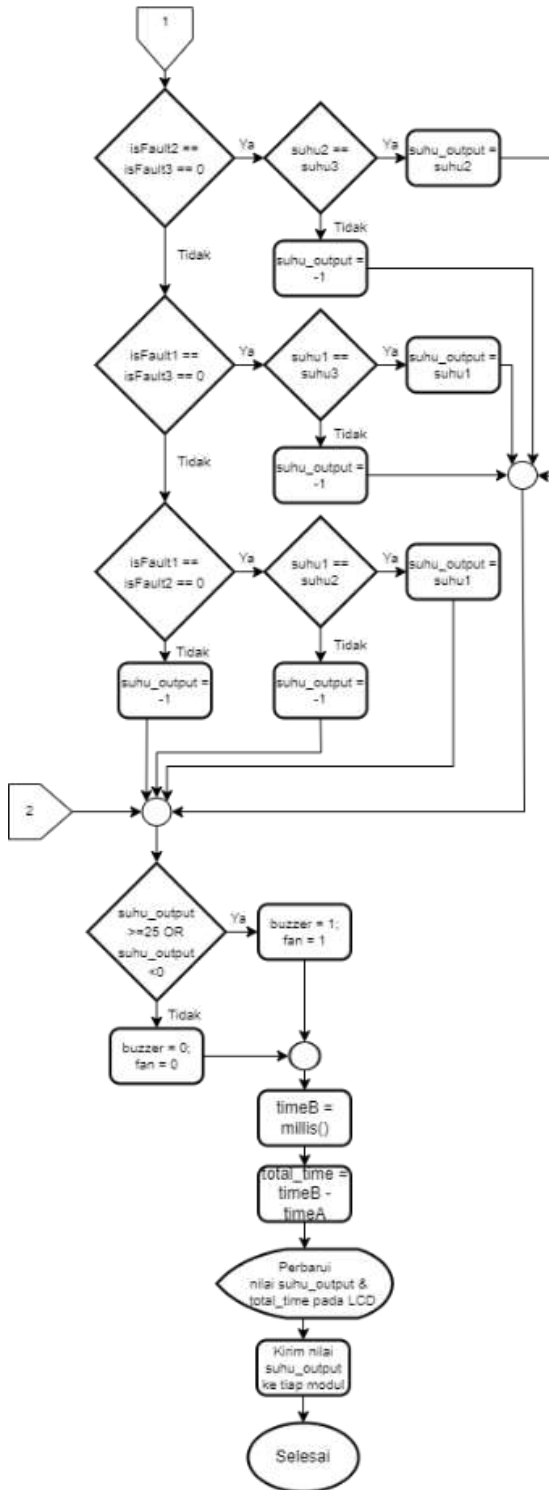 1
isFault2 ==
isFault3 == 0
Ya
suhu2 ==
suhu3
Ya
suhu_output =
suhu2
Tidak
Tidak
suhu_output =
-1
isFault1 ==
isFault3 == 0
Ya
suhu1 ==
suhu3
Ya
suhu_output =
suhu1
Tidak
Tidak
suhu_output =
-1
isFault1 ==
isFault2 == 0
Ya
suhu1 ==
suhu2
Ya
suhu_output =
suhu1
Tidak
Tidak
suhu_output =
-1
suhu_output =
-1
2
suhu_output
>=25 OR
suhu_output
<0
Ya
buzzer = 1;
fan = 1
Tidak
buzzer = 0;
fan = 0
timeB =
millis()
total_time =
timeB -
timeA
Perbarui
nilai suhu_output &
total_time pada LCD
Kirim nilai
suhu_output
ke tiap modul
Selesai